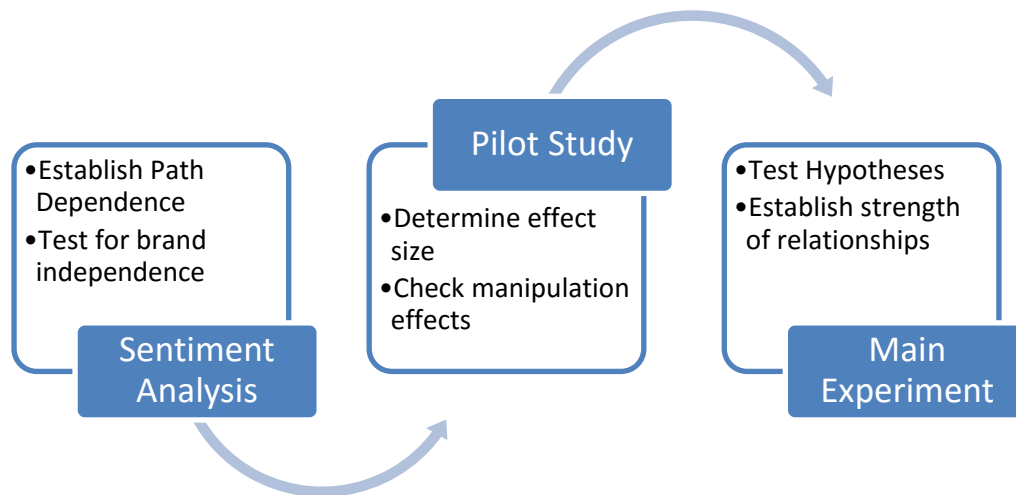 •Establish Path
Dependence
•Test for brand
independence
Sentiment
Analysis
Pilot Study
•Determine effect
size
•Check manipulation
effects
•Test Hypotheses
•Establish strength
of relationships
Main
Experiment